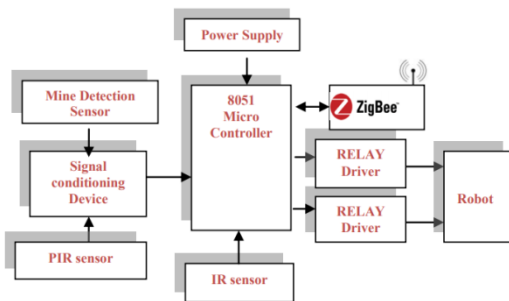 Power Supply
Mine Detection
Sensor
8051
Micro
Controller
ZigBee
Signal
conditioning
Device
RELAY
Driver
RELAY
Driver
Robot
PIR sensor
IR sensor